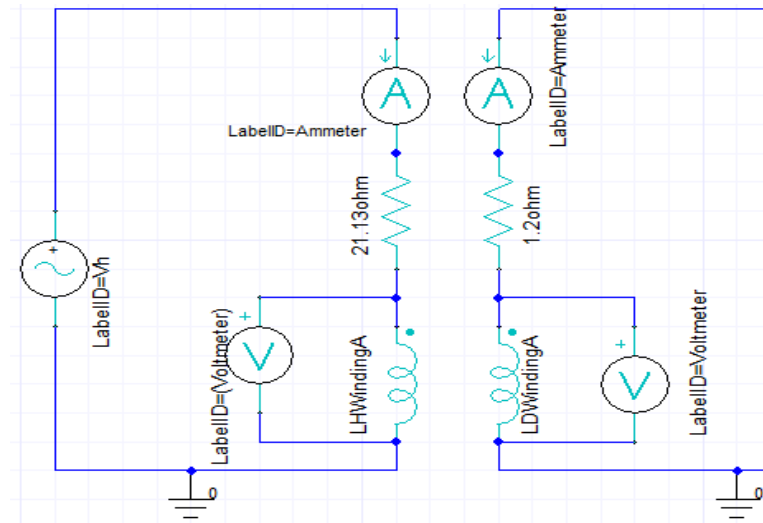 A
A
LabelID=Ammeter
LabelID=Ammeter
21.13ohm
1.2ohm
+
LabelID=Vh
+
V
LabelID=(Voltmeter)
LHWindingA
LDWindingA
+
V
LabelID=Voltmeter
0
0